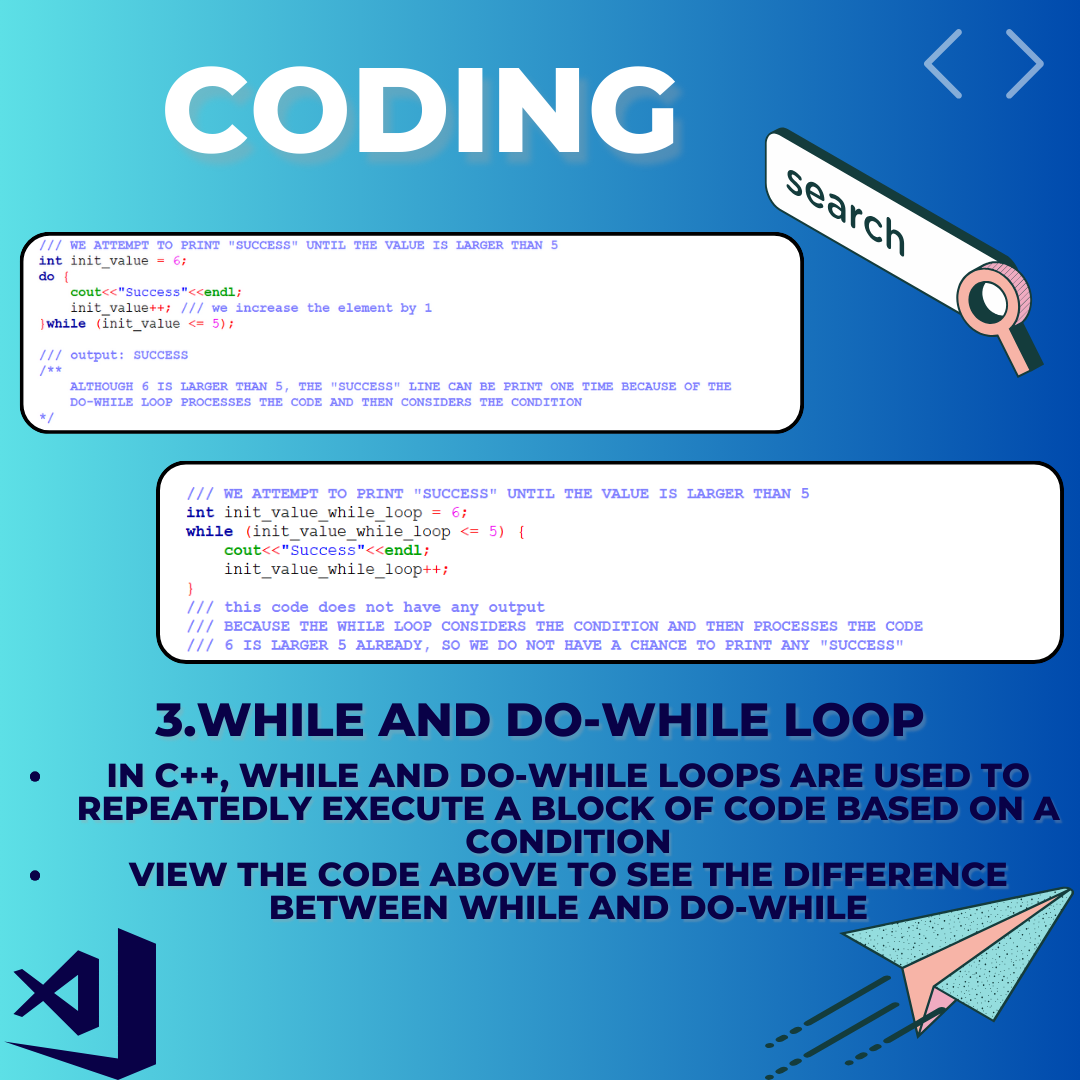 CODING
search
/// WE ATTEMPT TO PRINT "SUCCESS" UNTIL THE VALUE IS LARGER THAN 5
int init_value = 6;
do {
    cout<<"Success"<<endl;
    init_value++; /// we increase the element by 1
}while (init_value <= 5);

/// output: SUCCESS
/**
    ALTHOUGH 6 IS LARGER THAN 5, THE "SUCCESS" LINE CAN BE PRINT ONE TIME BECAUSE OF THE
    DO-WHILE LOOP PROCESSES THE CODE AND THEN CONSIDERS THE CONDITION
*/
/// WE ATTEMPT TO PRINT "SUCCESS" UNTIL THE VALUE IS LARGER THAN 5
int init_value_while_loop = 6;
while (init_value_while_loop <= 5) {
    cout<<"Success"<<endl;
    init_value_while_loop++;
}
/// this code does not have any output
/// BECAUSE THE WHILE LOOP CONSIDERS THE CONDITION AND THEN PROCESSES THE CODE
/// 6 IS LARGER 5 ALREADY, SO WE DO NOT HAVE A CHANCE TO PRINT ANY "SUCCESS"
3.WHILE AND DO-WHILE LOOP
• IN C++, WHILE AND DO-WHILE LOOPS ARE USED TO
REPEATEDLY EXECUTE A BLOCK OF CODE BASED ON A
CONDITION
• VIEW THE CODE ABOVE TO SEE THE DIFFERENCE
BETWEEN WHILE AND DO-WHILE